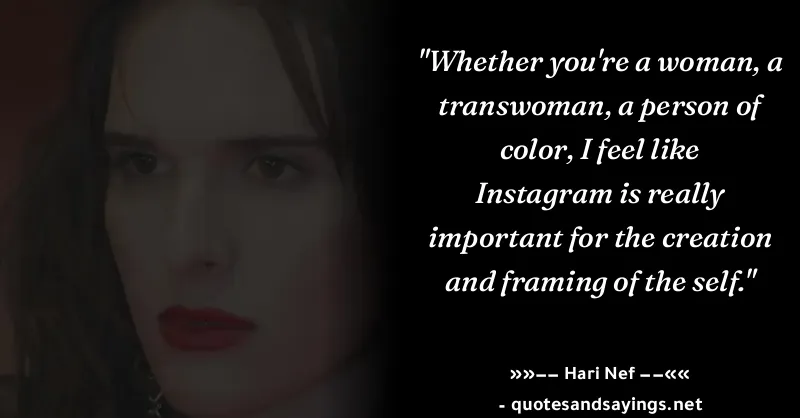 "Whether you're a woman, a
transwoman, a person of
color, I feel like
Instagram is really
important for the creation
and framing of the self."
»»−− Hari Nef −−««
- quotesandsayings.net